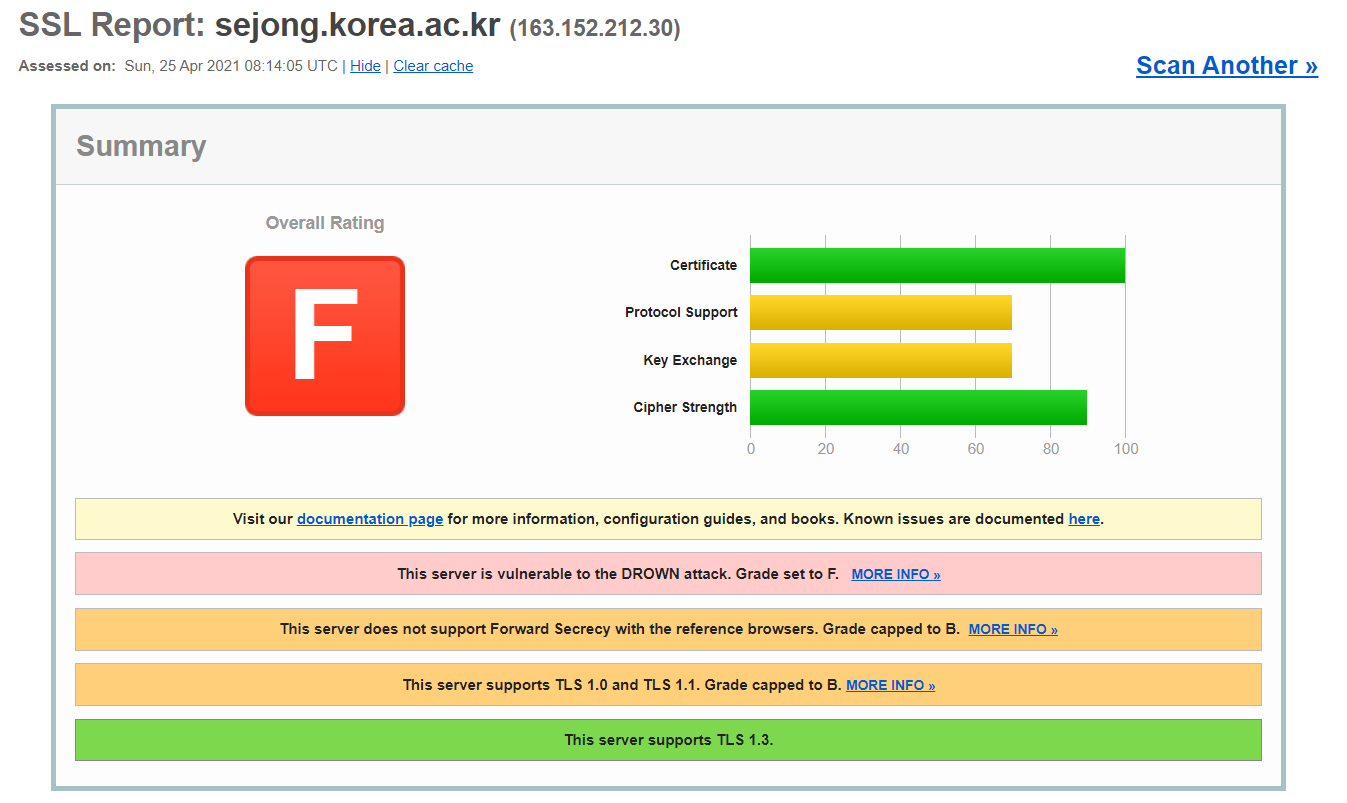 SSL Report: sejong.korea.ac.kr (163.152.212.30)
Assessed on: Sun, 25 Apr 2021 08:14:05 UTC | Hide | Clear cache
Scan Another »
Summary
Overall Rating
F
Certificate
Protocol Support
Key Exchange
Cipher Strength
0 20 40 60 80 100
Visit our documentation page for more information, configuration guides, and books. Known issues are documented here.
This server is vulnerable to the DROWN attack. Grade set to F. MORE INFO »
This server does not support Forward Secrecy with the reference browsers. Grade capped to B. MORE INFO »
This server supports TLS 1.0 and TLS 1.1. Grade capped to B. MORE INFO »
This server supports TLS 1.3.